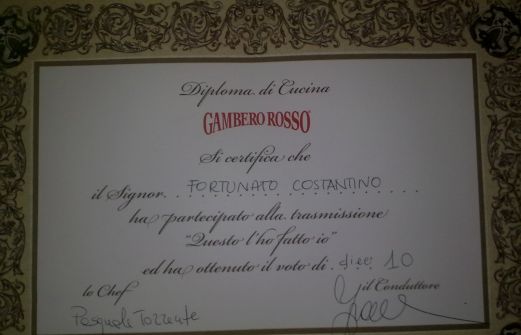 Diploma di Cucina
GAMBERO ROSSO
Si certifica che
il Signor FORTUNATO COSTANTINO
ha partecipato alla trasmissione
"Questo l'ho fatto io"
ed ha ottenuto il voto di dieci 10
lo Chef il Conduttore
Pasquale Torrente